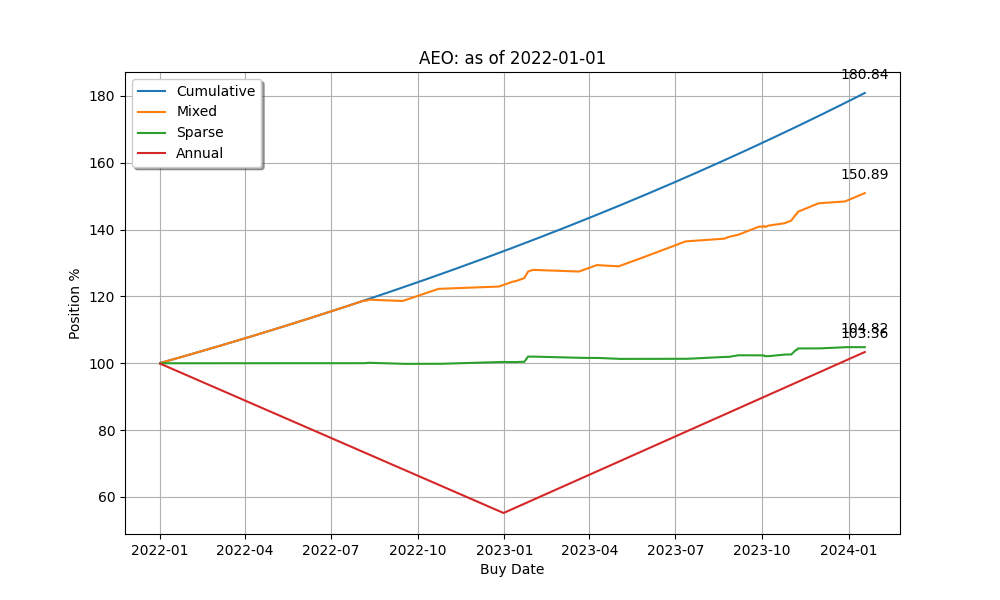 AEO: as of 2022-01-01
180.84
180
Cumulative
Mixed
Sparse
Annual
150.89
160
140
120
104.82
103.36
100
80
60
Position %
2022-01 2022-04 2022-07 2022-10 2023-01 2023-04 2023-07 2023-10 2024-01
Buy Date